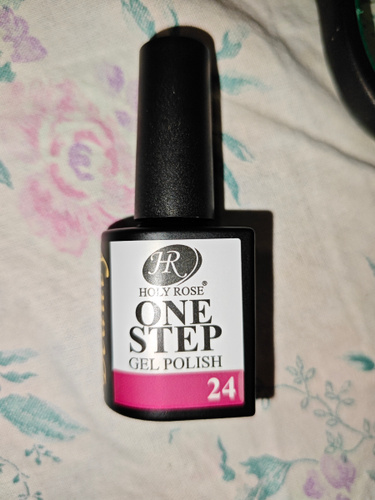 HR
HOLY ROSE®
ONE
STEP
GEL POLISH
24